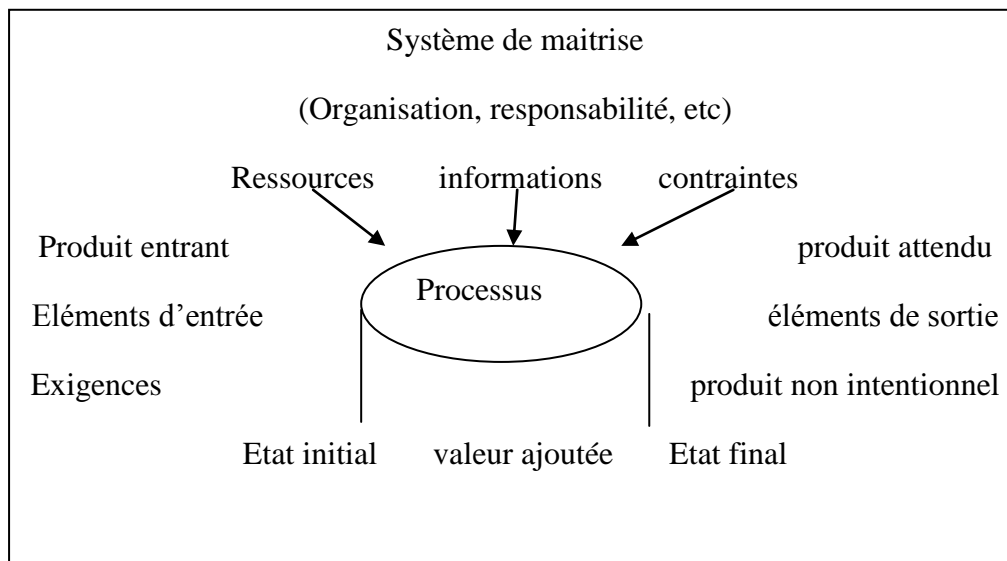 Système de maitrise
(Organisation, responsabilité, etc)
Ressources informations contraintes
Produit entrant produit attendu
Processus
Eléments d’entrée éléments de sortie
Exigences produit non intentionnel
Etat initial valeur ajoutée Etat final